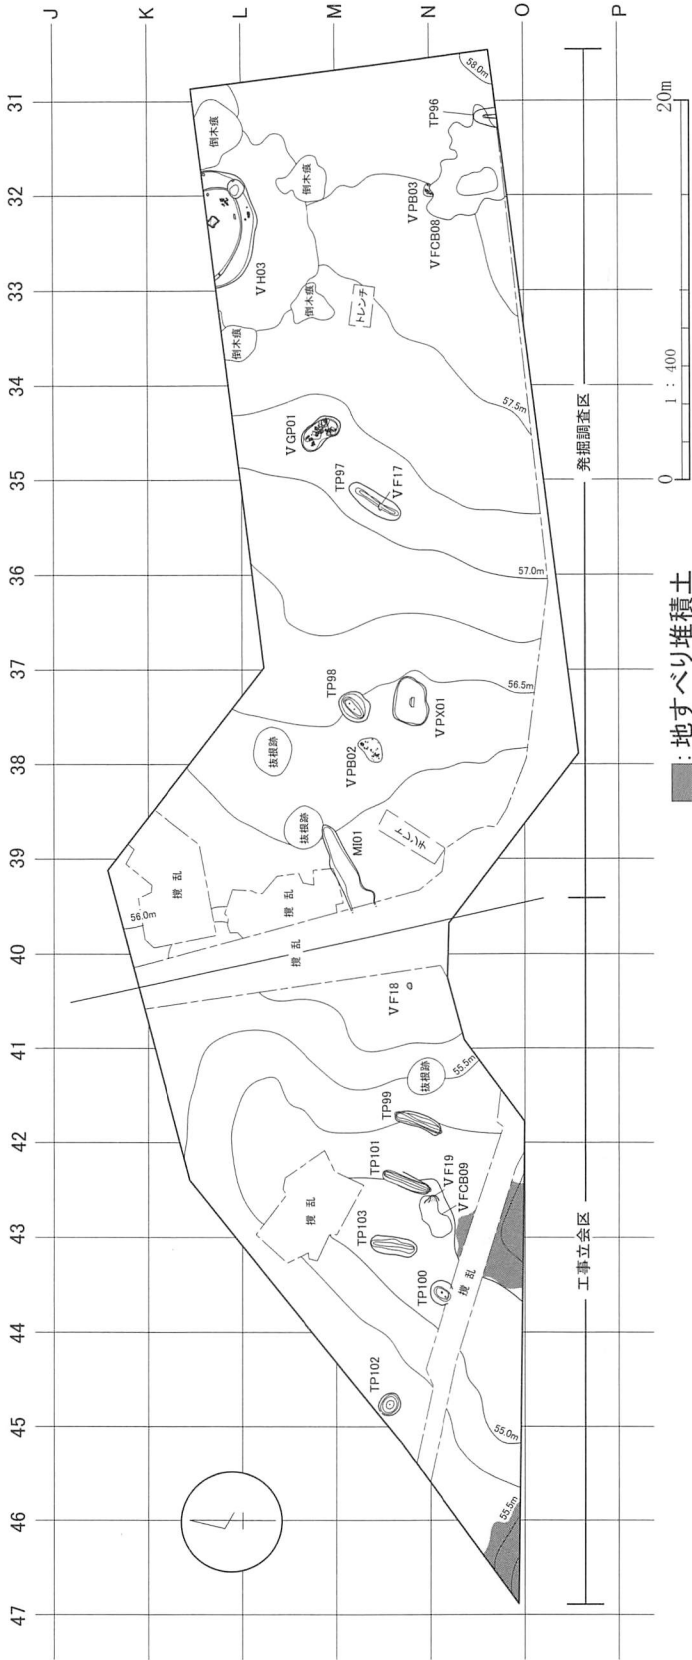 J
K
L
M
N
O
P
31
32
33
34
35
36
37
38
39
40
41
42
43
44
45
46
47
58.0m
TP96
倒木痕
倒木痕
VPB03
VFCB08
VH03
倒木痕
倒木痕
トレンチ
57.5m
VGP01
TP97
VF17
57.0m
TP98
56.5m
VPX01
VPB02
抜根跡
抜根跡
MI01
トレンチ
撹乱
撹乱
56.0m
撹乱
VF18
抜根跡
55.5m
TP99
TP101
VF19
VFCB09
撹乱
TP103
TP100
撹乱
TP102
55.0m
55.5m
発掘調査区
工事立会区
0
1 : 400
20m
:地すべり堆積土